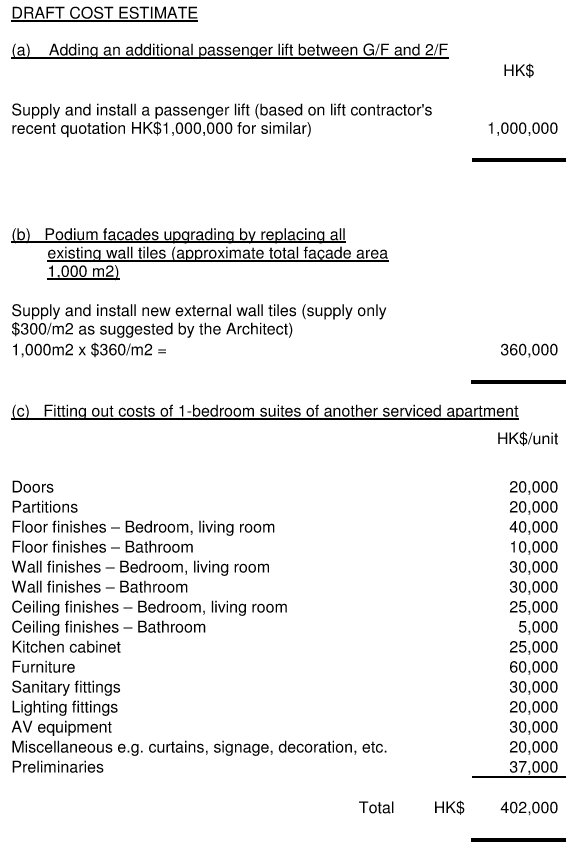 DRAFT COST ESTIMATE
(a) Adding an additional passenger lift between G/F and 2/F
HK$
Supply and install a passenger lift (based on lift contractor's
recent quotation HK$1,000,000 for similar) 1,000,000
(b) Podium facades upgrading by replacing all
existing wall tiles (approximate total façade area
1,000 m2)
Supply and install new external wall tiles (supply only
$300/m2 as suggested by the Architect)
1,000m2 x $360/m2 = 360,000
(c) Fitting out costs of 1-bedroom suites of another serviced apartment
HK$/unit
Doors 20,000
Partitions 20,000
Floor finishes – Bedroom, living room 40,000
Floor finishes – Bathroom 10,000
Wall finishes – Bedroom, living room 30,000
Wall finishes – Bathroom 30,000
Ceiling finishes – Bedroom, living room 25,000
Ceiling finishes – Bathroom 5,000
Kitchen cabinet 25,000
Furniture 60,000
Sanitary fittings 30,000
Lighting fittings 20,000
AV equipment 30,000
Miscellaneous e.g. curtains, signage, decoration, etc. 20,000
Preliminaries 37,000
Total HK$ 402,000